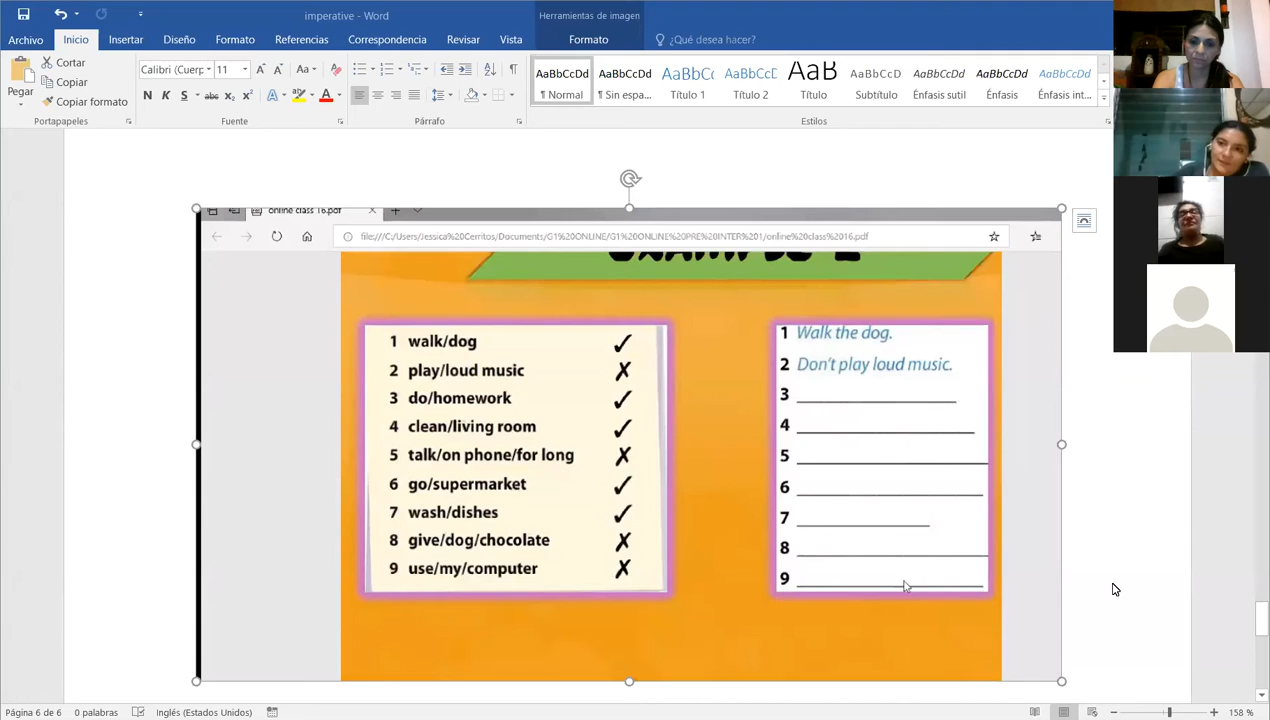 imperative - Word
Herramientas de imagen
Archivo Inicio Insertar Diseño Formato Referencias Correspondencia Revisar Vista Formato ¿Qué desea hacer?
Pegar
Cortar
Copiar
Copiar formato
Portapapeles
Calibri (Cuerp 11
Aa
N K S abc x₂ x²
Fuente
Párrafo
AaBbCcDd AaBbCcDd AaBbCc AaBbCcD AaB AaBbCcD AaBbCcDd AaBbCcDd AaBbCcDd
¶ Normal ¶ Sin espa... Título 1 Título 2 Título Subtítulo Énfasis sutil Énfasis Énfasis int...
Estilos
online class 16.pdf
file:///C:/Users/Jessica%20Cerritos/Documents/G1%20ONLINE/G1%20ONLINE%20PRE%20INTER%201/online%20class%2016.pdf
1 walk/dog ✓
2 play/loud music ✗
3 do/homework ✓
4 clean/living room ✓
5 talk/on phone/for long ✗
6 go/supermarket ✓
7 wash/dishes ✓
8 give/dog/chocolate ✗
9 use/my/computer ✗
1 Walk the dog.
2 Don't play loud music.
3
4
5
6
7
8
9
Página 6 de 6 0 palabras Inglés (Estados Unidos) 158 %